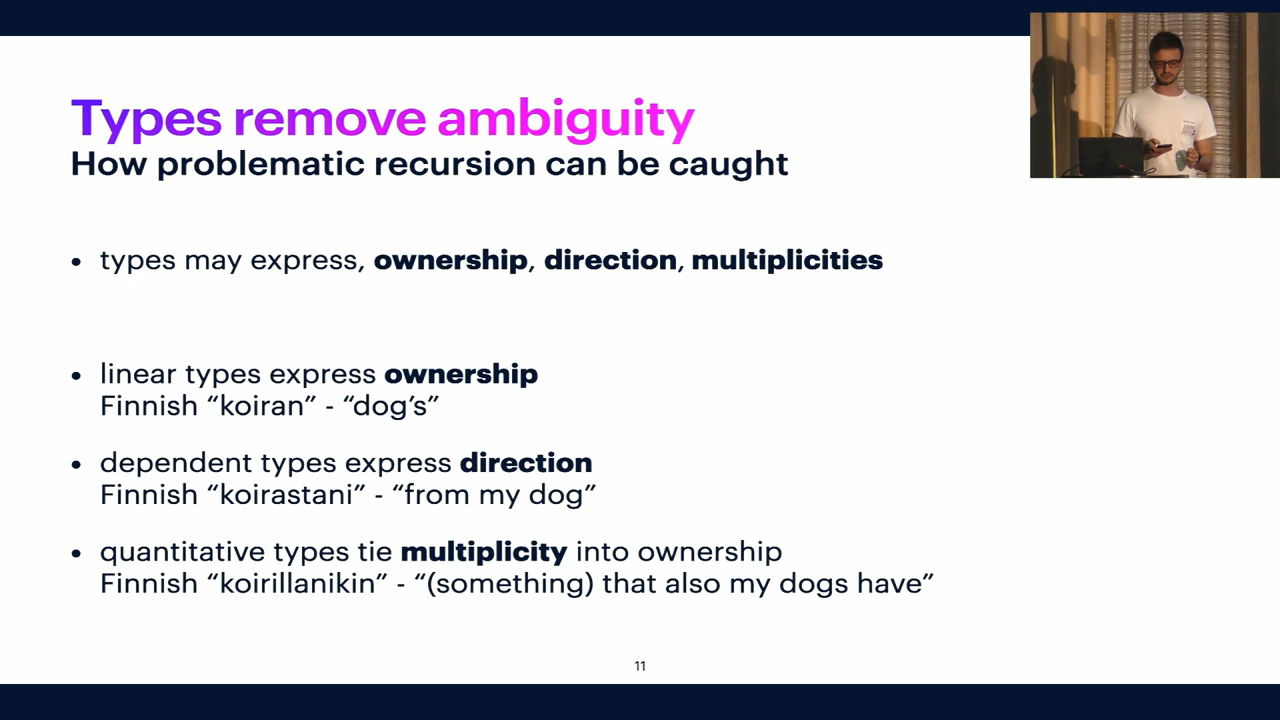 Types remove ambiguity
How problematic recursion can be caught
• types may express, ownership, direction, multiplicities
• linear types express ownership
Finnish “koiran” - “dog’s”
• dependent types express direction
Finnish “koirastani” - “from my dog”
• quantitative types tie multiplicity into ownership
Finnish “koirillanikin” - “(something) that also my dogs have”
11